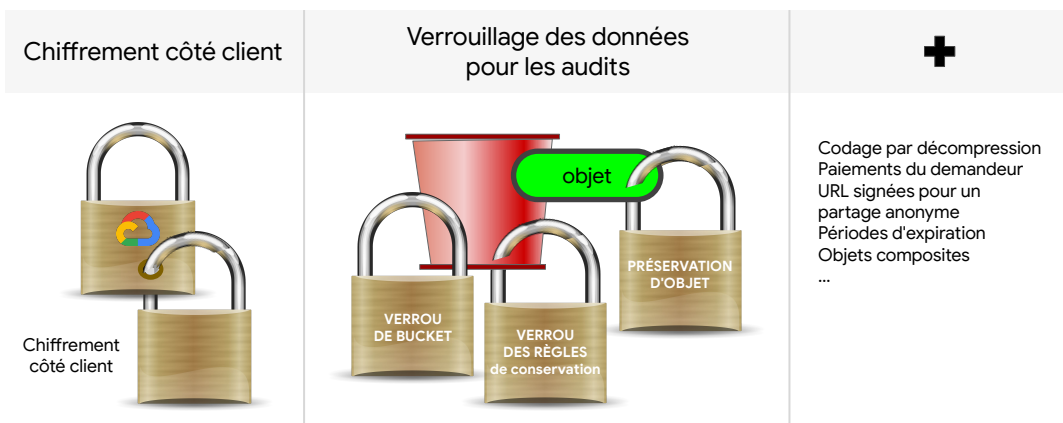 Chiffrement côté client
Verrouillage des données
pour les audits
Chiffrement
côté client
objet
PRÉSERVATION
D'OBJET
VERROU
DE BUCKET
VERROU
DES RÈGLES
de conservation
Codage par décompression
Paiements du demandeur
URL signées pour un
partage anonyme
Périodes d'expiration
Objets composites
...